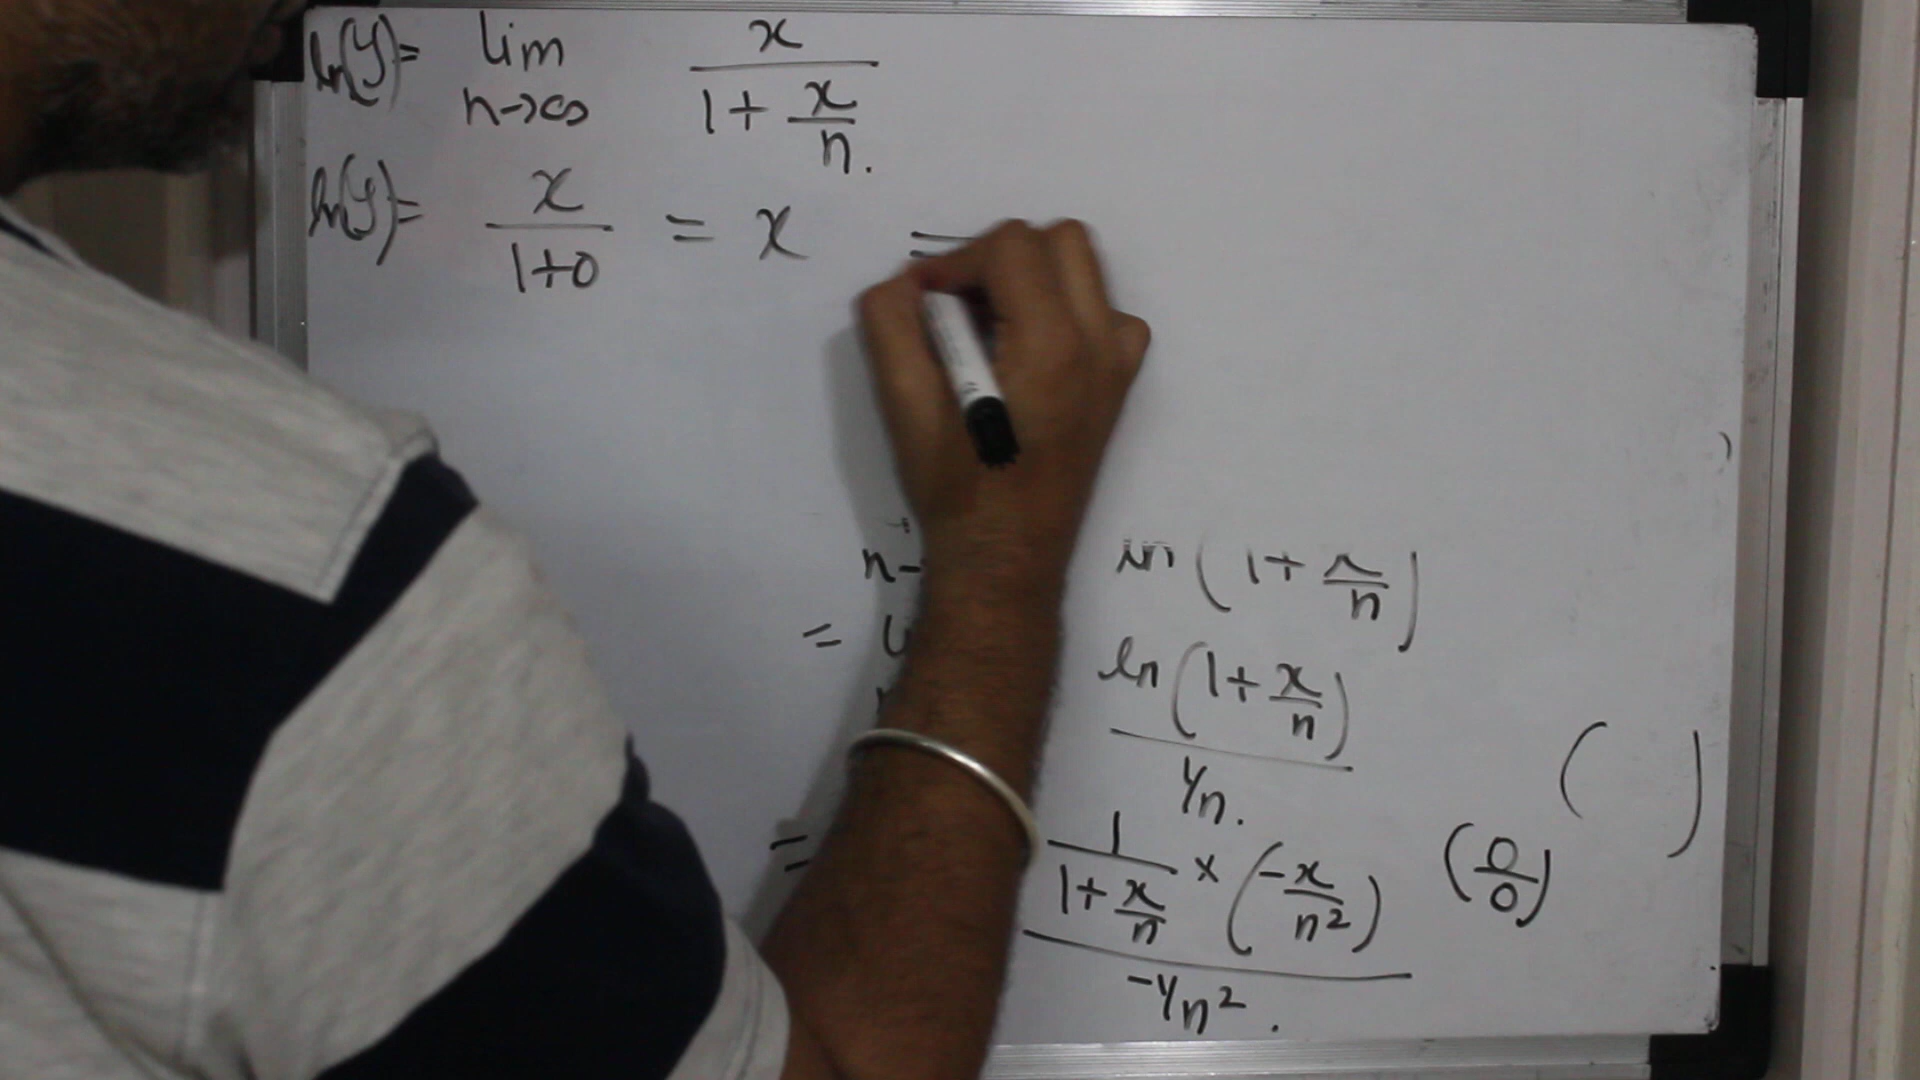 ln(y) = lim n→∞ x / (1 + x/n).
ln(y) = x / (1+0) = x =
n- ln (1 + x/n)
= ln (1 + x/n) / 1/n.
= 1 / (1 + x/n) × (-x/n²) / -1/n². (0/0) ( )